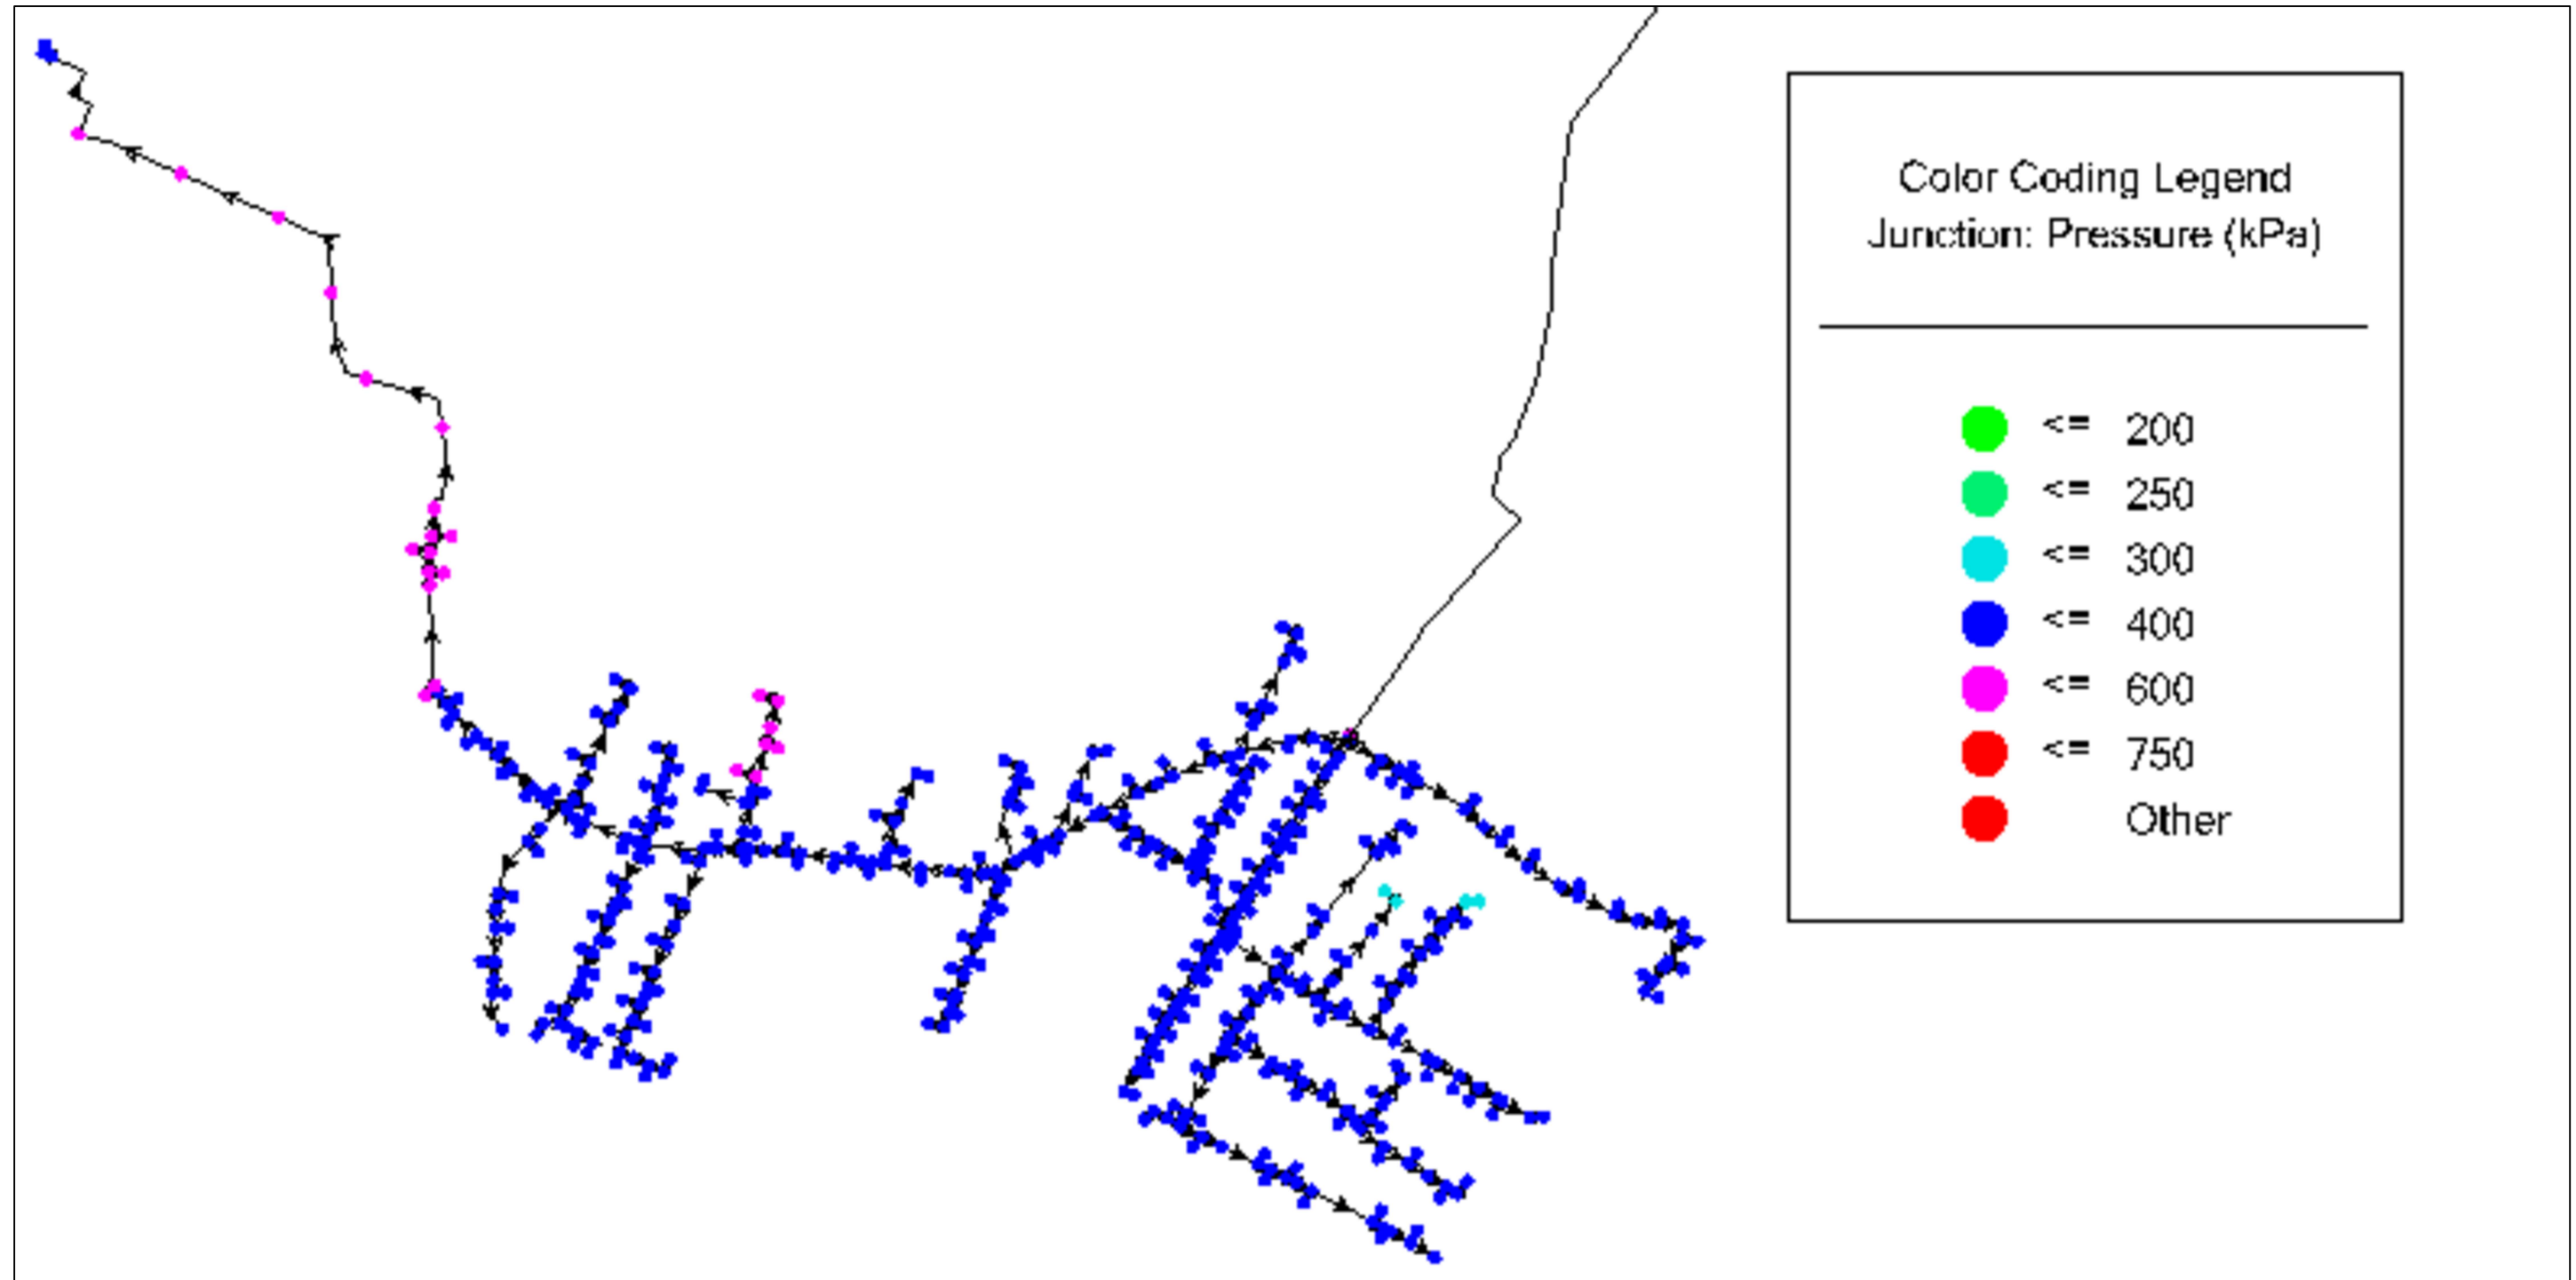 Color Coding Legend
Junction: Pressure (kPa)
<= 200
<= 250
<= 300
<= 400
<= 600
<= 750
Other